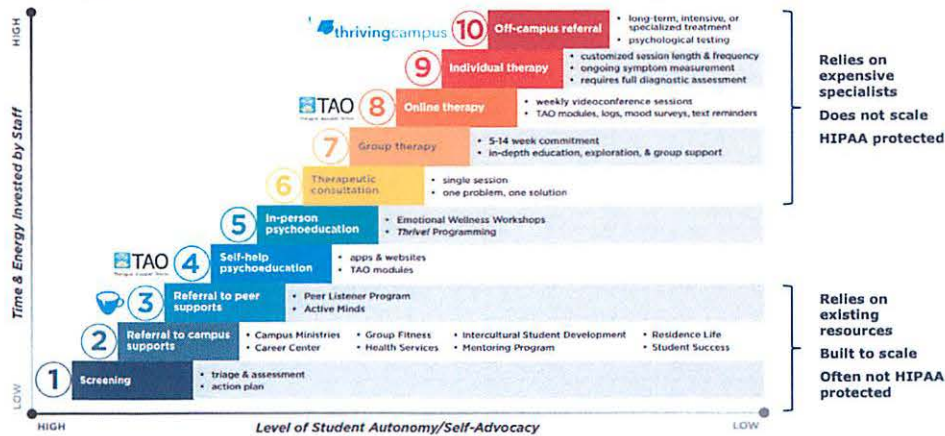 HIGH
Time & Energy Invested by Staff
LOW
thrivingcampus
10
Off-campus referral
• long-term, intensive, or
specialized treatment
• psychological testing
9
Individual therapy
• customized session length & frequency
• ongoing symptom measurement
• requires full diagnostic assessment
TAO
8
Online therapy
• weekly videoconference sessions
• TAO modules, logs, mood surveys, text reminders
7
Group therapy
• 5-14 week commitment
• in-depth education, exploration, & group support
6
Therapeutic
consultation
• single session
• one problem, one solution
5
In-person
psychoeducation
• Emotional Wellness Workshops
• Thrive! Programming
TAO
4
Self-help
psychoeducation
• apps & websites
• TAO modules
3
Referral to peer
supports
• Peer Listener Program
• Active Minds
2
Referral to campus
supports
• Campus Ministries
• Career Center
• Group Fitness
• Health Services
• Intercultural Student Development
• Mentoring Program
• Residence Life
• Student Success
1
Screening
• triage & assessment
• action plan
HIGH
Level of Student Autonomy/Self-Advocacy
LOW
Relies on
expensive
specialists
Does not scale
HIPAA protected
Relies on
existing
resources
Built to scale
Often not HIPAA
protected